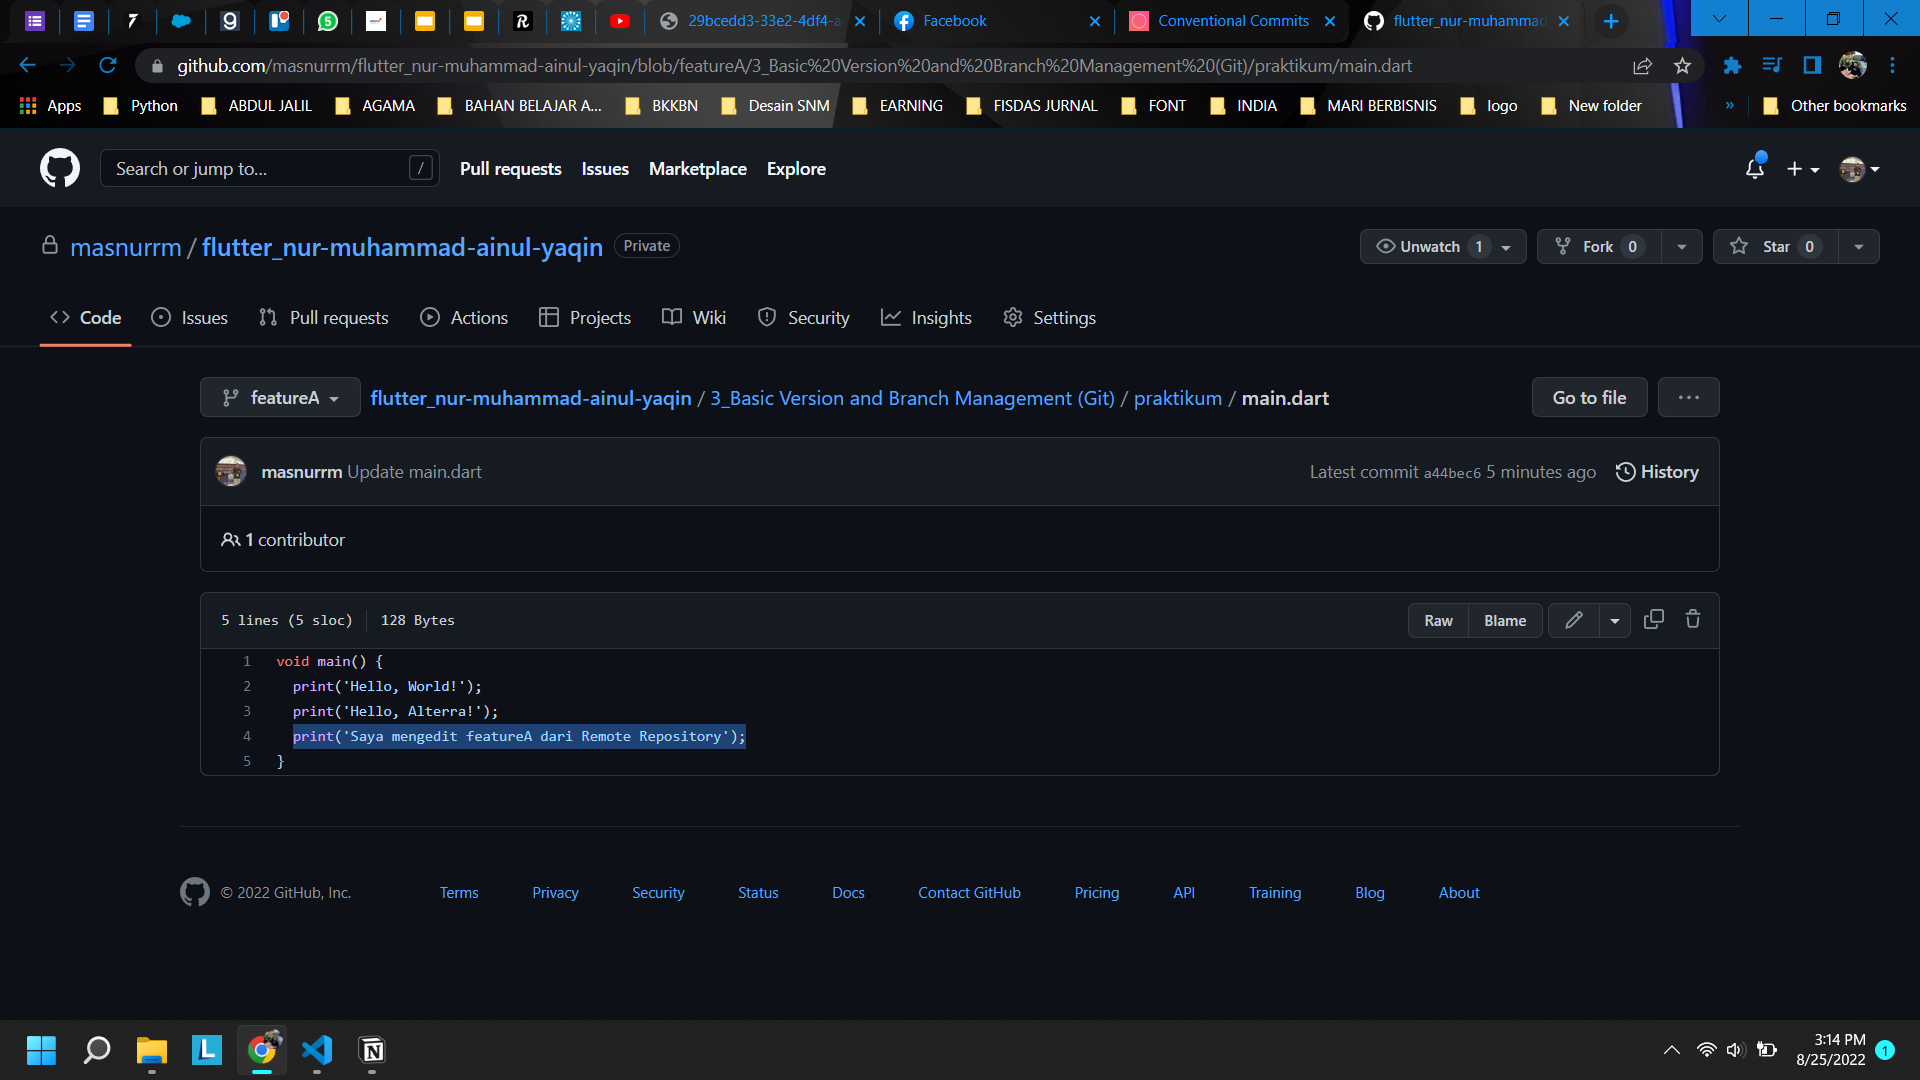 29bcedd3-33e2-4df4-a
Facebook
Conventional Commits
flutter_nur-muhammad
github.com/masnurrm/flutter_nur-muhammad-ainul-yaqin/blob/featureA/3_Basic%20Version%20and%20Branch%20Management%20(Git)/praktikum/main.dart
Apps Python ABDUL JALIL AGAMA BAHAN BELAJAR A... BKKBN Desain SNM EARNING FISDAS JURNAL FONT INDIA MARI BERBISNIS logo New folder » Other bookmarks
Search or jump to... / Pull requests Issues Marketplace Explore
masnurrm / flutter_nur-muhammad-ainul-yaqin Private Unwatch 1 Fork 0 Star 0
Code Issues Pull requests Actions Projects Wiki Security Insights Settings
featureA flutter_nur-muhammad-ainul-yaqin / 3_Basic Version and Branch Management (Git) / praktikum / main.dart Go to file ...
masnurrm Update main.dart Latest commit a44bec6 5 minutes ago History
1 contributor
5 lines (5 sloc) 128 Bytes Raw Blame
1 void main() {
2 print('Hello, World!');
3 print('Hello, Alterra!');
4 print('Saya mengedit featureA dari Remote Repository');
5 }
© 2022 GitHub, Inc. Terms Privacy Security Status Docs Contact GitHub Pricing API Training Blog About
3:14 PM
8/25/2022
1